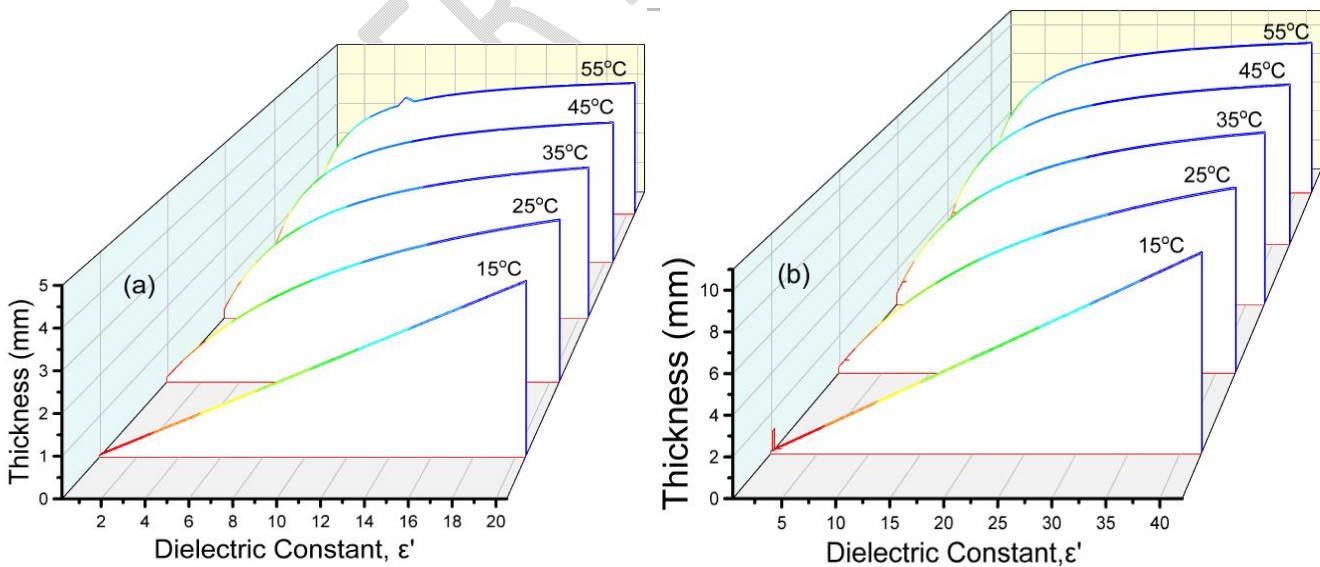 55°C
45°C
35°C
25°C
15°C
(a)
Thickness (mm)
5
4
3
2
1
0
2 4 6 8 10 12 14 16 18 20
Dielectric Constant, ε'
55°C
45°C
35°C
25°C
15°C
(b)
Thickness (mm)
10
8
6
4
2
0
5 10 15 20 25 30 35 40
Dielectric Constant,ε'